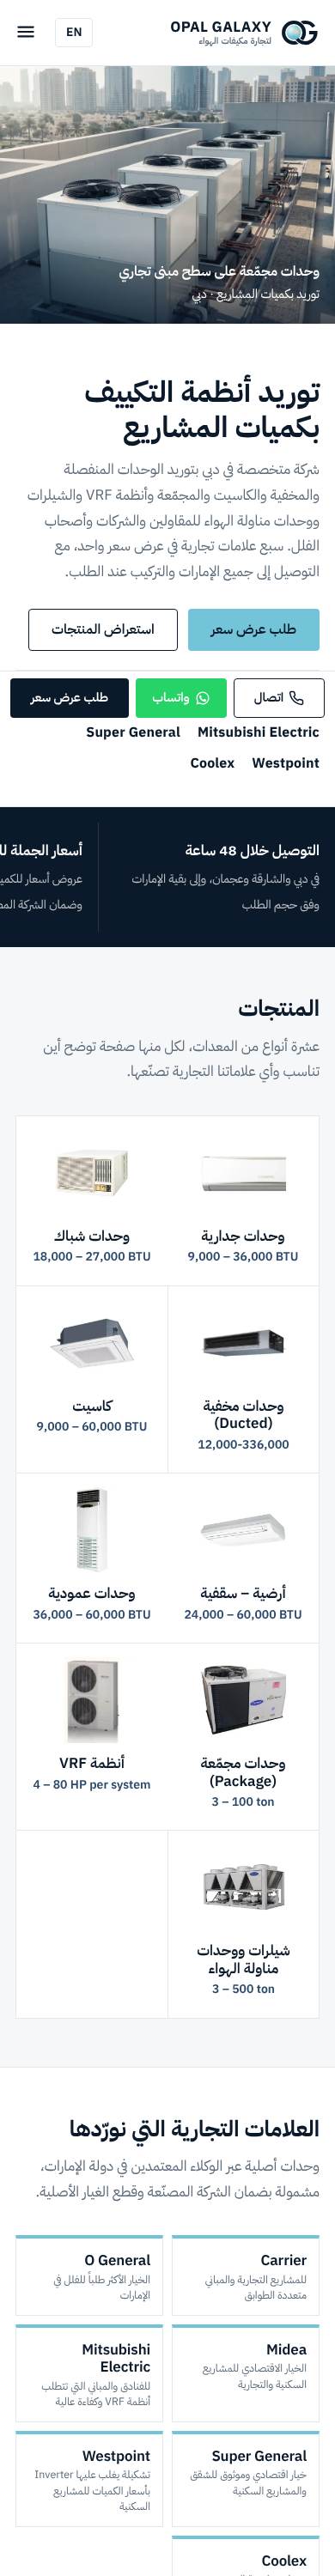 OPAL GALAXY
لتجارة مكيفات الهواء
EN
وحدات مجمّعة على سطح مبنى تجاري
توريد بكميات المشاريع · دبي
توريد أنظمة التكييف
بكميات المشاريع
شركة متخصصة في دبي بتوريد الوحدات المنفصلة
والمخفية والكاسيت والمجمّعة وأنظمة VRF والشيلرات
ووحدات مناولة الهواء للمقاولين والشركات وأصحاب
الفلل. سبع علامات تجارية في عرض سعر واحد، مع
التوصيل إلى جميع الإمارات والتركيب عند الطلب.
طلب عرض سعر
استعراض المنتجات
اتصال
واتساب
طلب عرض سعر
Super General Mitsubishi Electric
Coolex Westpoint
التوصيل خلال 48 ساعة
في دبي والشارقة وعجمان، وإلى بقية الإمارات
وفق حجم الطلب
أسعار الجملة
عروض أسعار
وضمان الشركة
المنتجات
عشرة أنواع من المعدات، لكل منها صفحة توضح أين
تناسب وأي علاماتنا التجارية تصنّعها.
وحدات جدارية
9,000 – 36,000 BTU
وحدات شباك
18,000 – 27,000 BTU
وحدات مخفية
(Ducted)
12,000-336,000
كاسيت
9,000 – 60,000 BTU
أرضية – سقفية
24,000 – 60,000 BTU
وحدات عمودية
36,000 – 60,000 BTU
وحدات مجمّعة
(Package)
3 – 100 ton
أنظمة VRF
4 – 80 HP per system
شيلرات ووحدات
مناولة الهواء
3 – 500 ton
العلامات التجارية التي نورّدها
وحدات أصلية عبر الوكلاء المعتمدين في دولة الإمارات،
مشمولة بضمان الشركة المصنّعة وقطع الغيار الأصلية.
Carrier
للمشاريع التجارية والمباني
متعددة الطوابق
O General
الخيار الأكثر طلباً للفلل في
الإمارات
Midea
الخيار الاقتصادي للمشاريع
السكنية والتجارية
Mitsubishi
Electric
للفنادق والمباني التي تتطلب
أنظمة VRF وكفاءة عالية
Super General
خيار اقتصادي وموثوق للشقق
والمشاريع السكنية
Westpoint
تشكيلة يغلب عليها Inverter
بأسعار الكميات للمشاريع
السكنية
Coolex